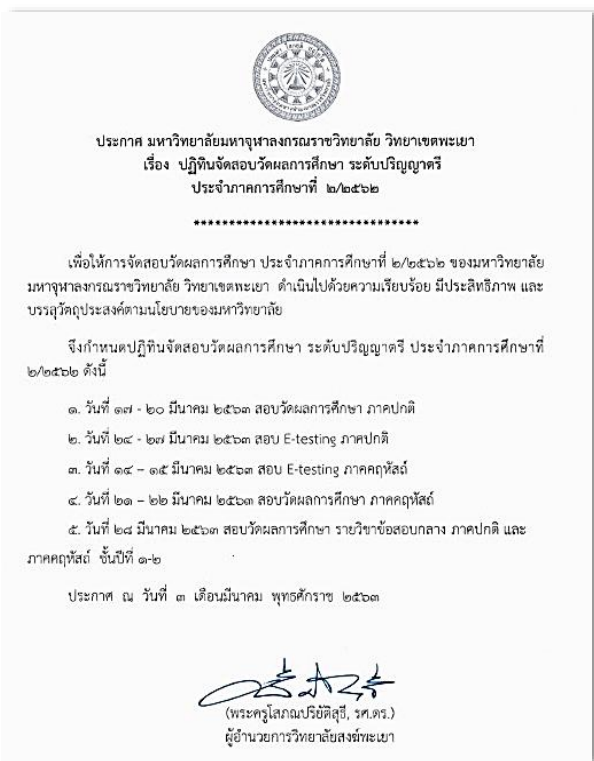 ประกาศ มหาวิทยาลัยมหาจุฬาลงกรณราชวิทยาลัย วิทยาเขตพะเยา
เรื่อง ปฏิทินจัดสอบวัดผลการศึกษา ระดับปริญญาตรี
ประจำภาคการศึกษาที่ ๒/๒๕๖๒
********************************
เพื่อให้การจัดสอบวัดผลการศึกษา ประจำภาคการศึกษาที่ ๒/๒๕๖๒ ของมหาวิทยาลัย
มหาจุฬาลงกรณราชวิทยาลัย วิทยาเขตพะเยา ดำเนินไปด้วยความเรียบร้อย มีประสิทธิภาพ และ
บรรลุวัตถุประสงค์ตามนโยบายของมหาวิทยาลัย
จึงกำหนดปฏิทินจัดสอบวัดผลการศึกษา ระดับปริญญาตรี ประจำภาคการศึกษาที่
๒/๒๕๖๒ ดังนี้
๑. วันที่ ๑๗ - ๒๐ มีนาคม ๒๕๖๓ สอบวัดผลการศึกษา ภาคปกติ
๒. วันที่ ๒๔ - ๒๗ มีนาคม ๒๕๖๓ สอบ E-testing ภาคปกติ
๓. วันที่ ๑๔ – ๑๕ มีนาคม ๒๕๖๓ สอบ E-testing ภาคคฤหัสถ์
๔. วันที่ ๒๑ – ๒๒ มีนาคม ๒๕๖๓ สอบวัดผลการศึกษา ภาคคฤหัสถ์
๕. วันที่ ๒๘ มีนาคม ๒๕๖๓ สอบวัดผลการศึกษา รายวิชาข้อสอบกลาง ภาคปกติ และ
ภาคคฤหัสถ์ ชั้นปีที่ ๑-๒
ประกาศ ณ วันที่ ๓ เดือนมีนาคม พุทธศักราช ๒๕๖๓
(พระครูโสภณปริยัติสุธี, รศ.ดร.)
ผู้อำนวยการวิทยาลัยสงฆ์พะเยา